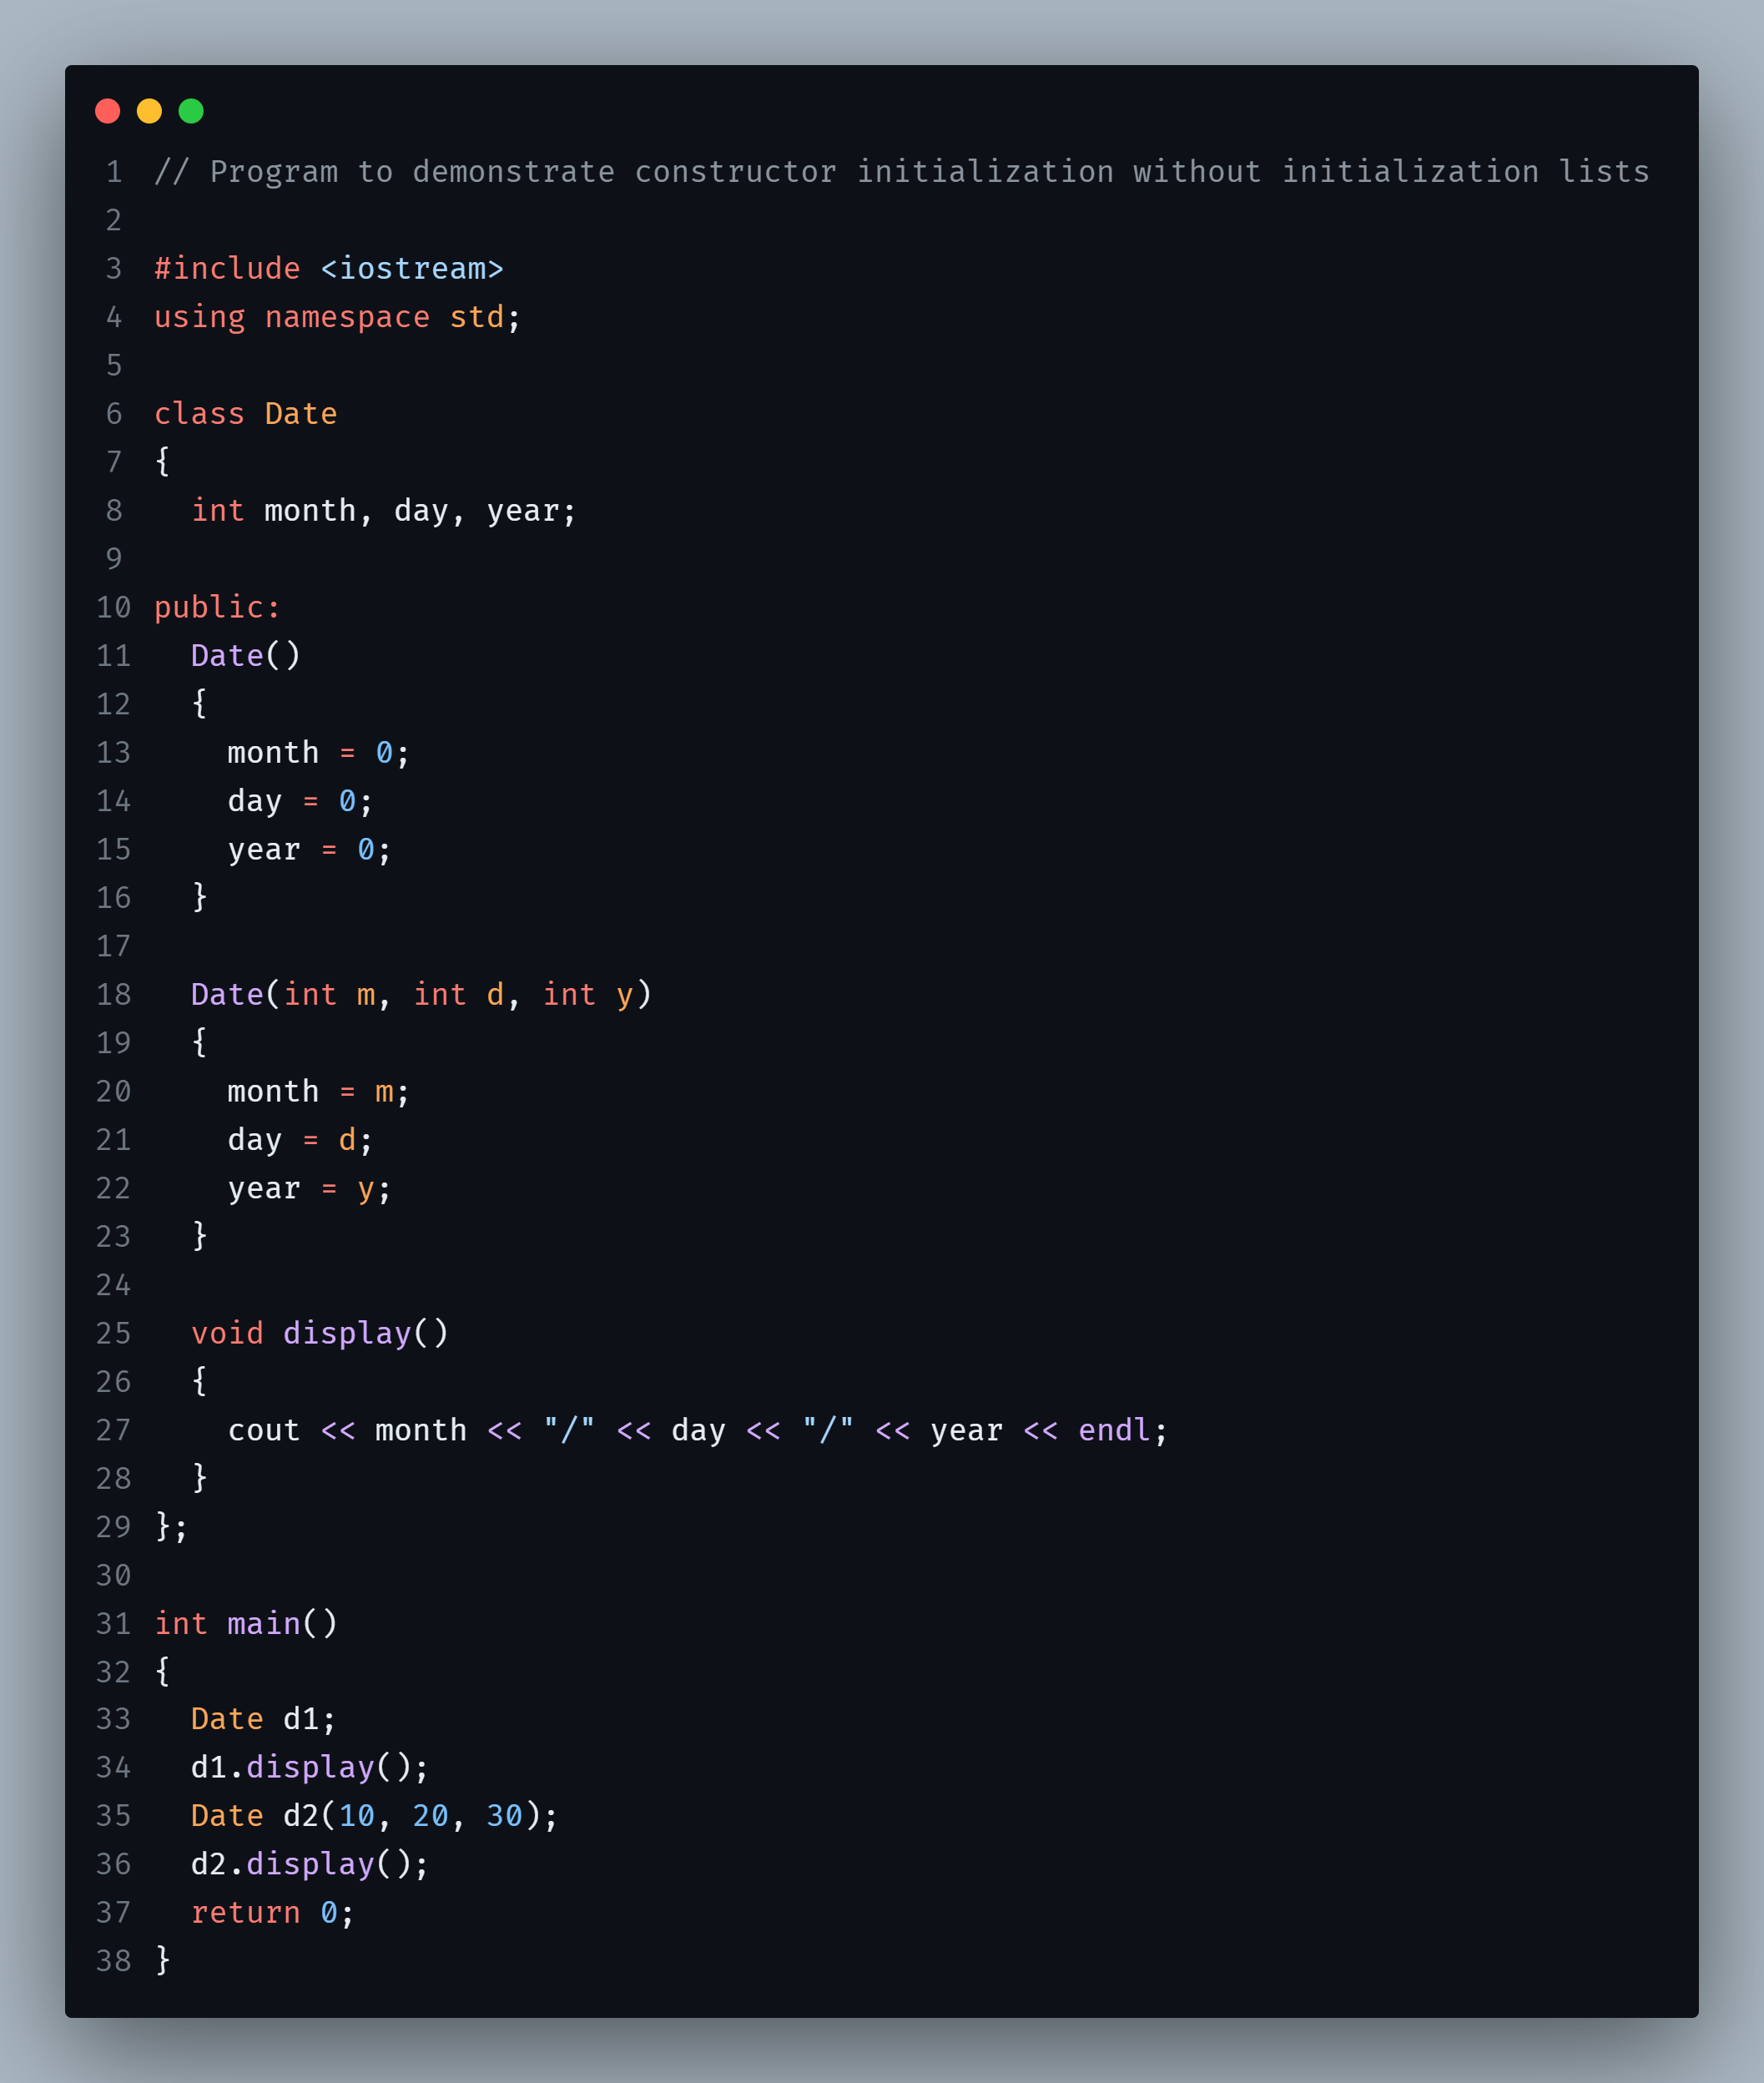 1 // Program to demonstrate constructor initialization without initialization lists
2
3 #include <iostream>
4 using namespace std;
5
6 class Date
7 {
8   int month, day, year;
9
10 public:
11   Date()
12   {
13     month = 0;
14     day = 0;
15     year = 0;
16   }
17
18   Date(int m, int d, int y)
19   {
20     month = m;
21     day = d;
22     year = y;
23   }
24
25   void display()
26   {
27     cout << month << "/" << day << "/" << year << endl;
28   }
29 };
30
31 int main()
32 {
33   Date d1;
34   d1.display();
35   Date d2(10, 20, 30);
36   d2.display();
37   return 0;
38 }